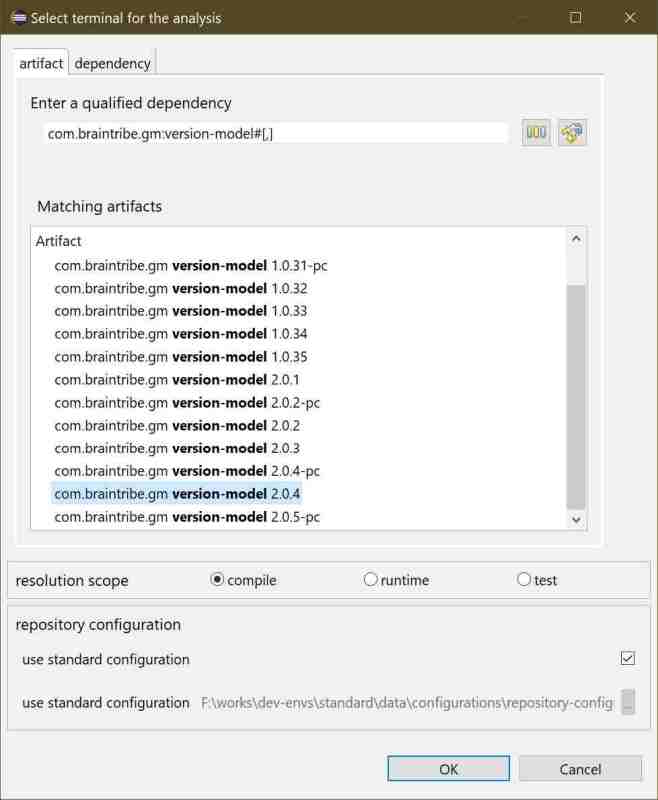 Select terminal for the analysis
artifact dependency
Enter a qualified dependency
com.braintribe.gm:version-model#[,]
Matching artifacts
Artifact
com.braintribe.gm version-model 1.0.31-pc
com.braintribe.gm version-model 1.0.32
com.braintribe.gm version-model 1.0.33
com.braintribe.gm version-model 1.0.34
com.braintribe.gm version-model 1.0.35
com.braintribe.gm version-model 2.0.1
com.braintribe.gm version-model 2.0.2-pc
com.braintribe.gm version-model 2.0.2
com.braintribe.gm version-model 2.0.3
com.braintribe.gm version-model 2.0.4-pc
com.braintribe.gm version-model 2.0.4
com.braintribe.gm version-model 2.0.5-pc
resolution scope compile runtime test
repository configuration
use standard configuration
use standard configuration F:\works\dev-envs\standard\data\configurations\repository-config ...
OK Cancel